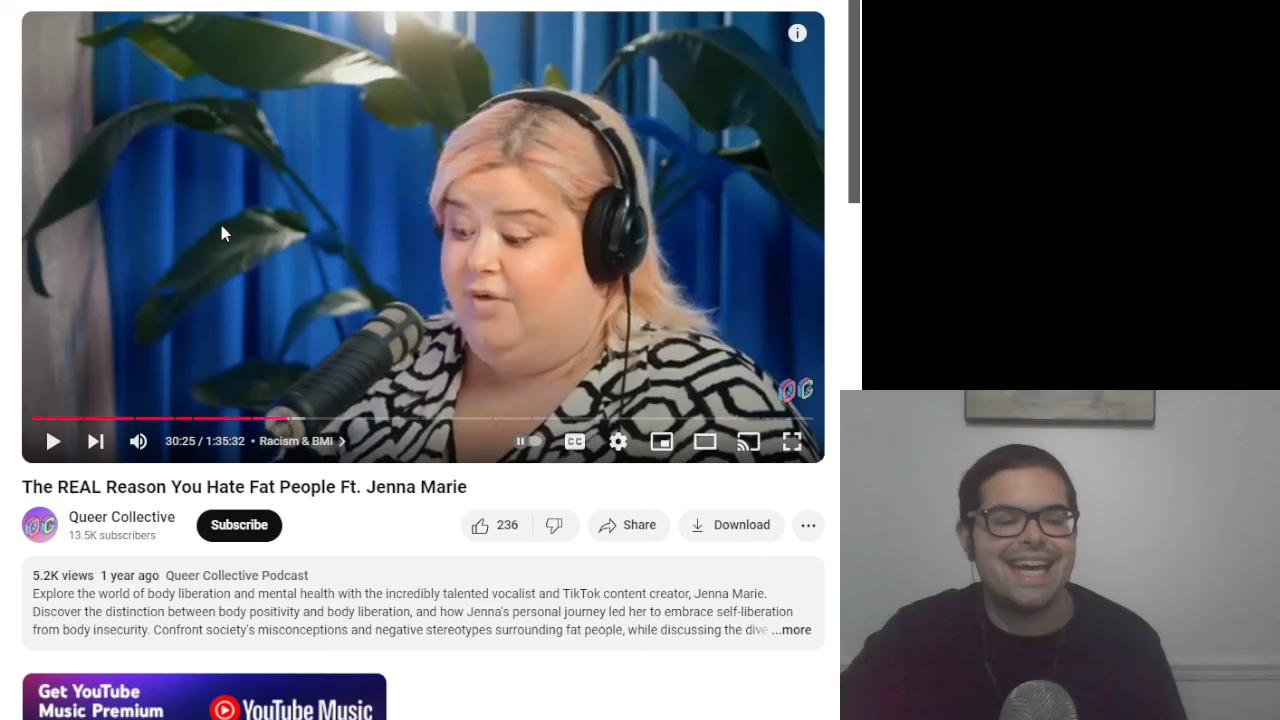 i
30:25 / 1:35:32 • Racism & BMI
CC
The REAL Reason You Hate Fat People Ft. Jenna Marie
Queer Collective
13.5K subscribers
Subscribe
236
Share
Download
5.2K views 1 year ago Queer Collective Podcast
Explore the world of body liberation and mental health with the incredibly talented vocalist and TikTok content creator, Jenna Marie.
Discover the distinction between body positivity and body liberation, and how Jenna's personal journey led her to embrace self-liberation
from body insecurity. Confront society's misconceptions and negative stereotypes surrounding fat people, while discussing the dive ...more
Get YouTube
Music Premium
YouTube Music